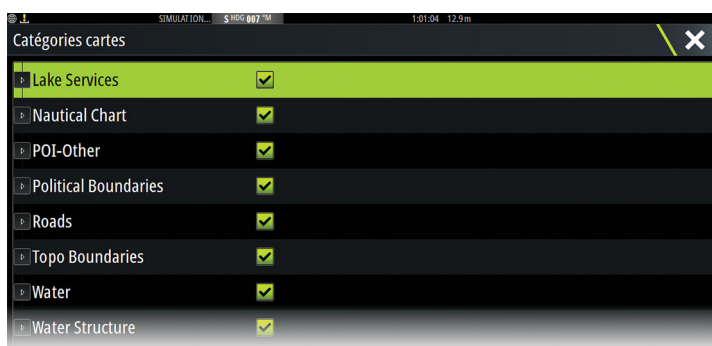 SIMULATION... S HDG 007 °M 1:01:04 12.9 m
Catégories cartes
Lake Services
Nautical Chart
POI-Other
Political Boundaries
Roads
Topo Boundaries
Water
Water Structure